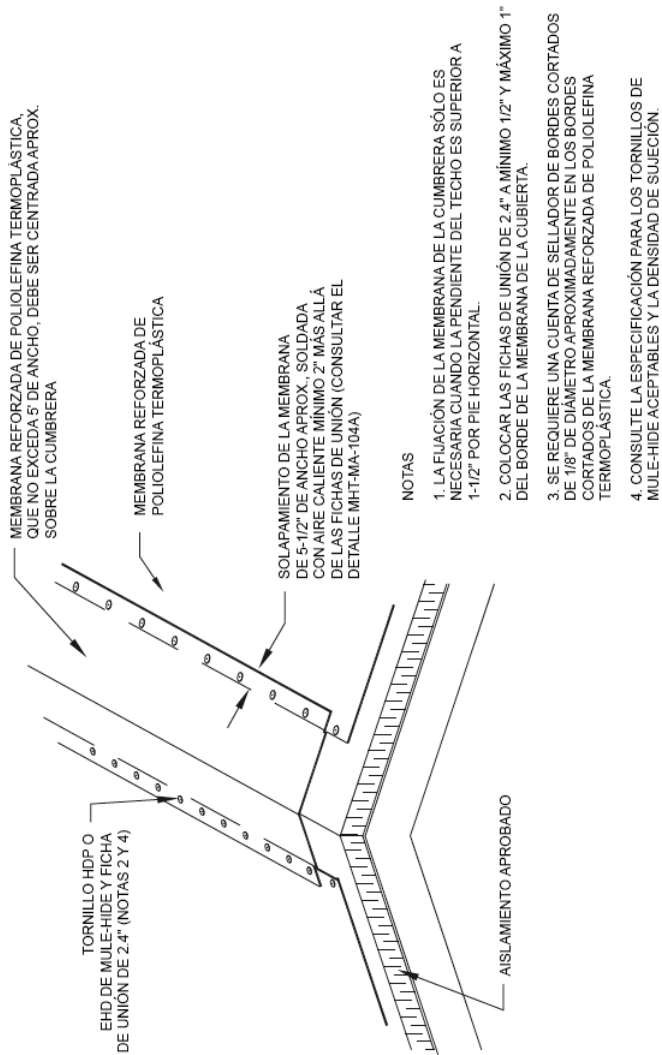 MEMBRANA REFORZADA DE POLIOLEFINA TERMOPLÁSTICA,
QUE NO EXCEDA 5' DE ANCHO, DEBE SER CENTRADA APROX.
SOBRE LA CUMBRERA
MEMBRANA REFORZADA DE
POLIOLEFINA TERMOPLÁSTICA
SOLAPAMIENTO DE LA MEMBRANA
DE 5-1/2" DE ANCHO APROX., SOLDADA
CON AIRE CALIENTE MÍNIMO 2" MÁS ALLÁ
DE LAS FICHAS DE UNIÓN (CONSULTAR EL
DETALLE MHT-MA-104A)
TORNILLO HDP O
EHD DE MULE-HIDE Y FICHA
DE UNIÓN DE 2.4" (NOTAS 2 Y 4)
AISLAMIENTO APROBADO
NOTAS
1. LA FIJACIÓN DE LA MEMBRANA DE LA CUMBRERA SÓLO ES
NECESARIA CUANDO LA PENDIENTE DEL TECHO ES SUPERIOR A
1-1/2" POR PIE HORIZONTAL.
2. COLOCAR LAS FICHAS DE UNIÓN DE 2.4" A MÍNIMO 1/2" Y MÁXIMO 1"
DEL BORDE DE LA MEMBRANA DE LA CUBIERTA.
3. SE REQUIERE UNA CUENTA DE SELLADOR DE BORDES CORTADOS
DE 1/8" DE DIÁMETRO APROXIMADAMENTE EN LOS BORDES
CORTADOS DE LA MEMBRANA REFORZADA DE POLIOLEFINA
TERMOPLÁSTICA.
4. CONSULTE LA ESPECIFICACIÓN PARA LOS TORNILLOS DE
MULE-HIDE ACEPTABLES Y LA DENSIDAD DE SUJECIÓN.